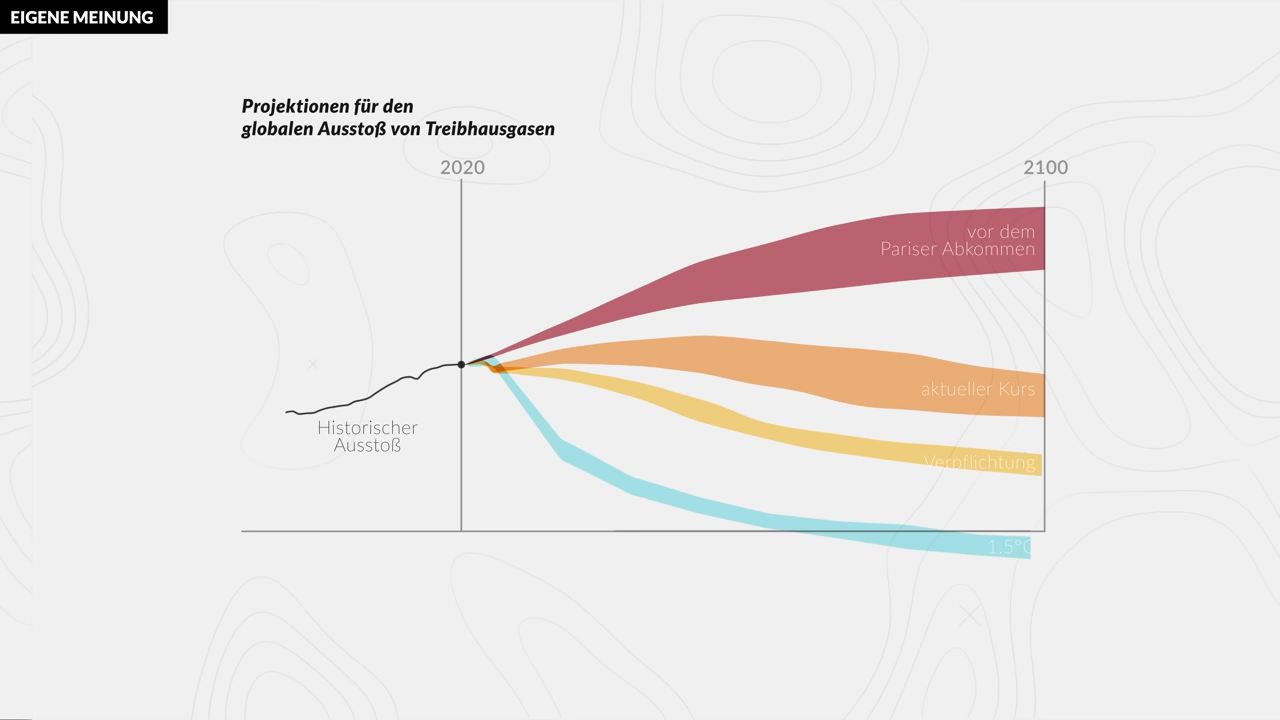 EIGENE MEINUNG
Projektionen für den
globalen Ausstoß von Treibhausgasen
2020
2100
vor dem
Pariser Abkommen
aktueller Kurs
Historischer
Ausstoß
Verpflichtung
1.5°C